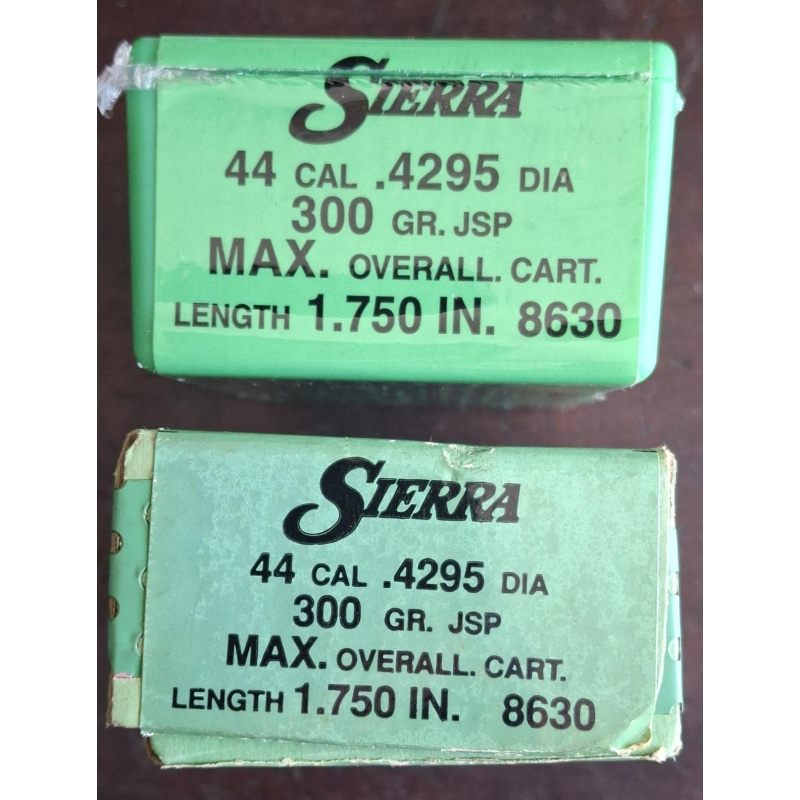 SIERRA
44 CAL .4295 DIA
300 GR. JSP
MAX. OVERALL. CART.
LENGTH 1.750 IN. 8630
SIERRA
44 CAL .4295 DIA
300 GR. JSP
MAX. OVERALL. CART.
LENGTH 1.750 IN. 8630